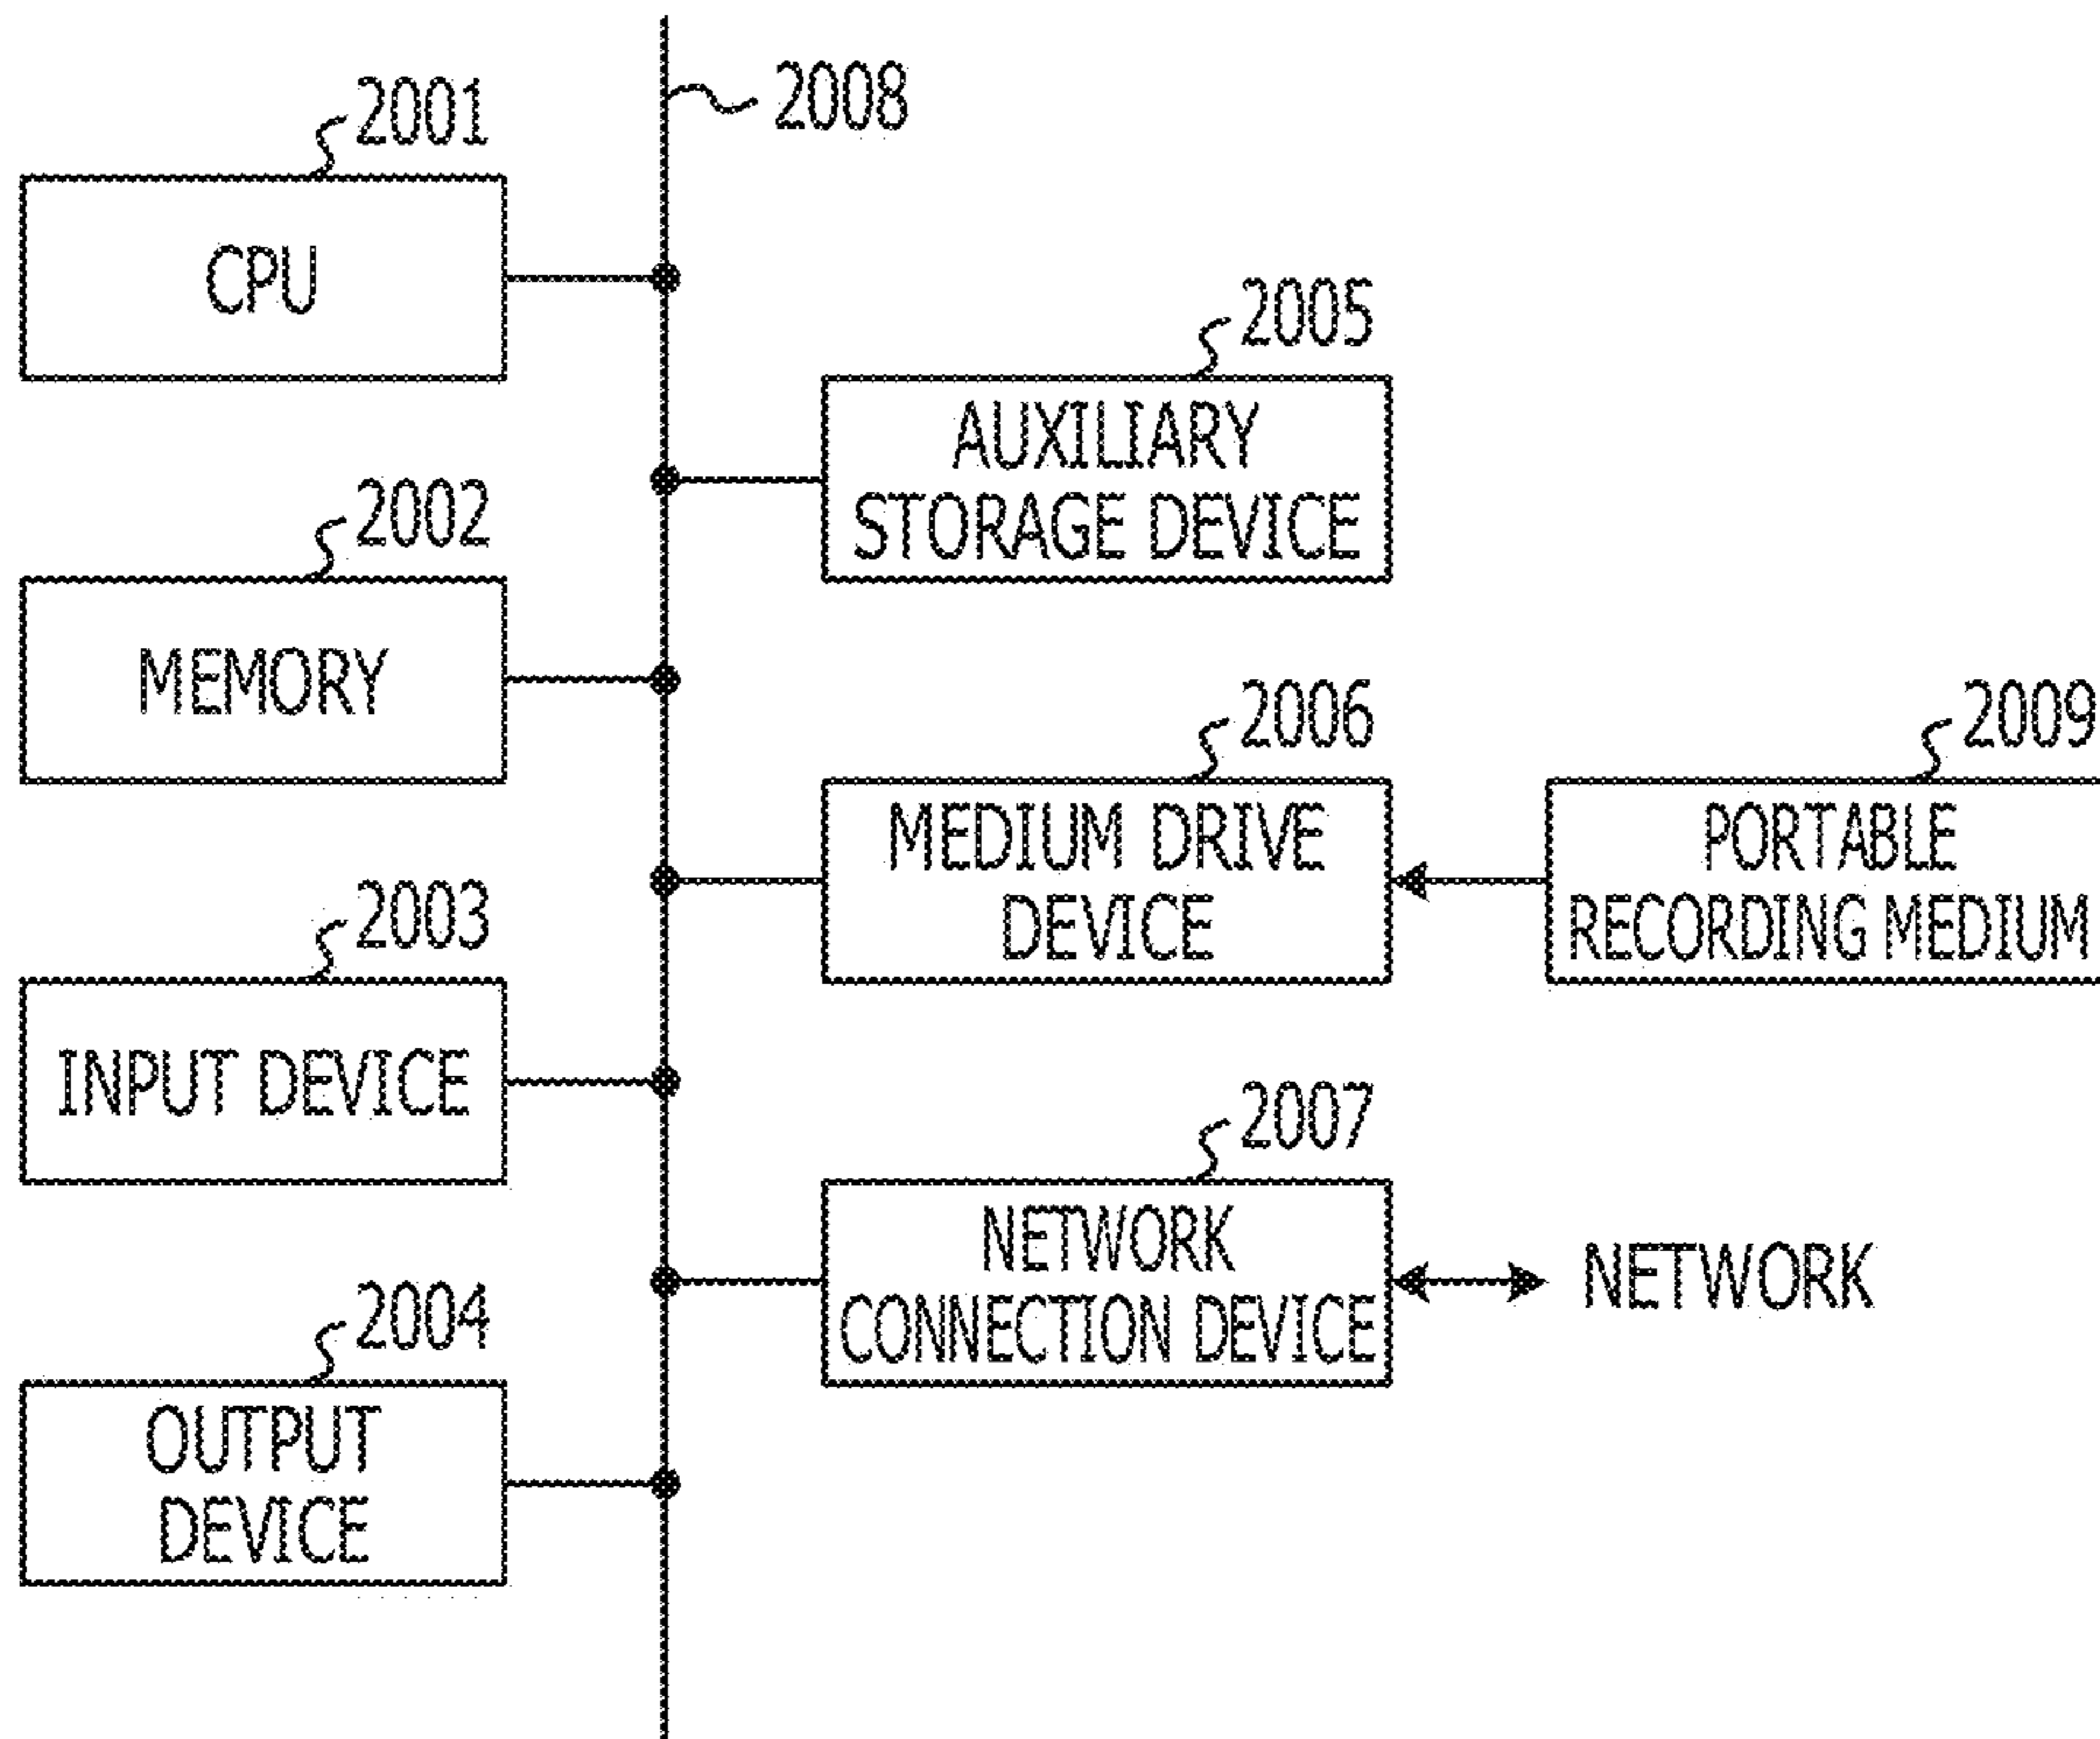 2008
2001
CPU
2005
AUXILIARY
STORAGE DEVICE
2002
MEMORY
2006
MEDIUM DRIVE
DEVICE
2009
PORTABLE
RECORDING MEDIUM
2003
INPUT DEVICE
2007
NETWORK
CONNECTION DEVICE
NETWORK
2004
OUTPUT
DEVICE